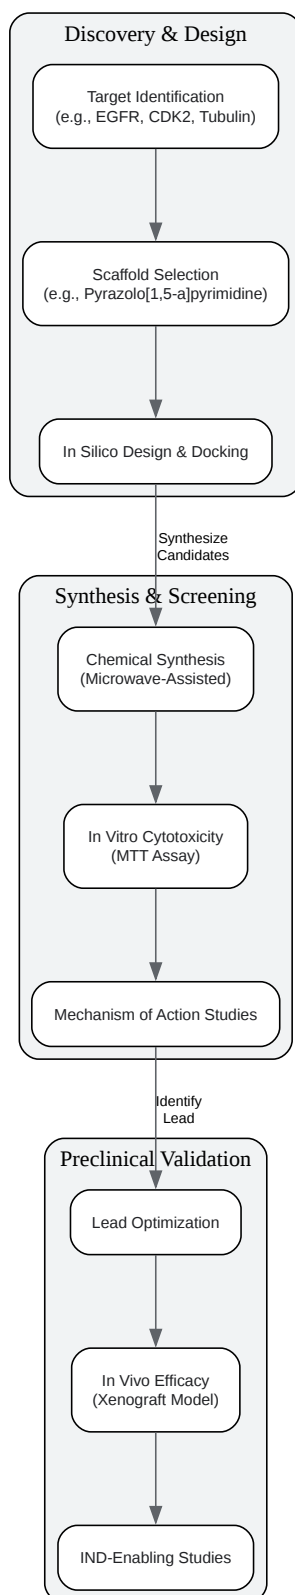 Discovery & Design
Target Identification
(e.g., EGFR, CDK2, Tubulin)
Scaffold Selection
(e.g., Pyrazolo[1,5-a]pyrimidine)
In Silico Design & Docking
Synthesize
Candidates
Synthesis & Screening
Chemical Synthesis
(Microwave-Assisted)
In Vitro Cytotoxicity
(MTT Assay)
Mechanism of Action Studies
Identify
Lead
Preclinical Validation
Lead Optimization
In Vivo Efficacy
(Xenograft Model)
IND-Enabling Studies